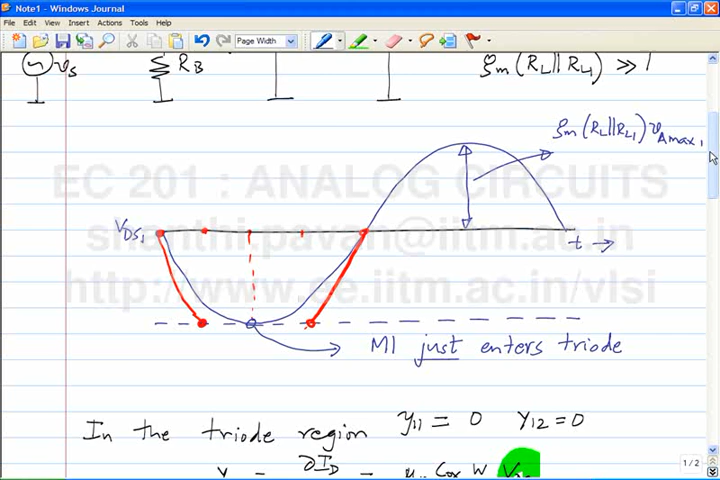 Note1 - Windows Journal
File Edit View Insert Actions Tools Help
Page Width
vs RB gm(RL||RL1) >> 1
gm(RL||RL1)vAmax1
EC 201 : ANALOG CIRCUITS
VDS1
shanthi.pavan@iitm.ac.in
t →
http://www.ee.iitm.ac.in/vlsi
M1 just enters triode
In the triode region y11 = 0 y12 = 0
∂ID
Cox W
1/2